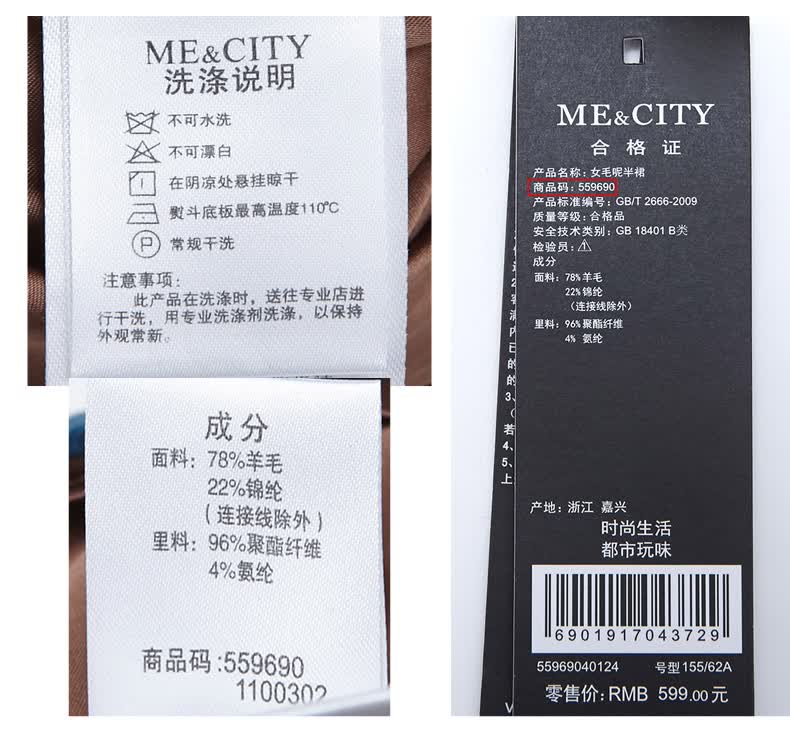 ME&CITY
洗涤说明
不可水洗
不可漂白
在阴凉处悬挂晾干
熨斗底板最高温度110℃
P 常规干洗
注意事项:
此产品在洗涤时，送往专业店进
行干洗，用专业洗涤剂洗涤，以保持
外观常新。
成分
面料: 78%羊毛
22%锦纶
(连接线除外)
里料: 96%聚酯纤维
4%氨纶
商品码:559690
1100302
ME&CITY
合格证
产品名称: 女毛呢半裙
商品码: 559690
产品标准编号: GB/T 2666-2009
质量等级: 合格品
安全技术类别: GB 18401 B类
检验员: 1
成分
面料: 78%羊毛
22%锦纶
(连接线除外)
里料: 96%聚酯纤维
4% 氨纶
产地: 浙江 嘉兴
时尚生活
都市玩味
6901917043729
55969040124 号型155/62A
零售价: RMB 599.00元